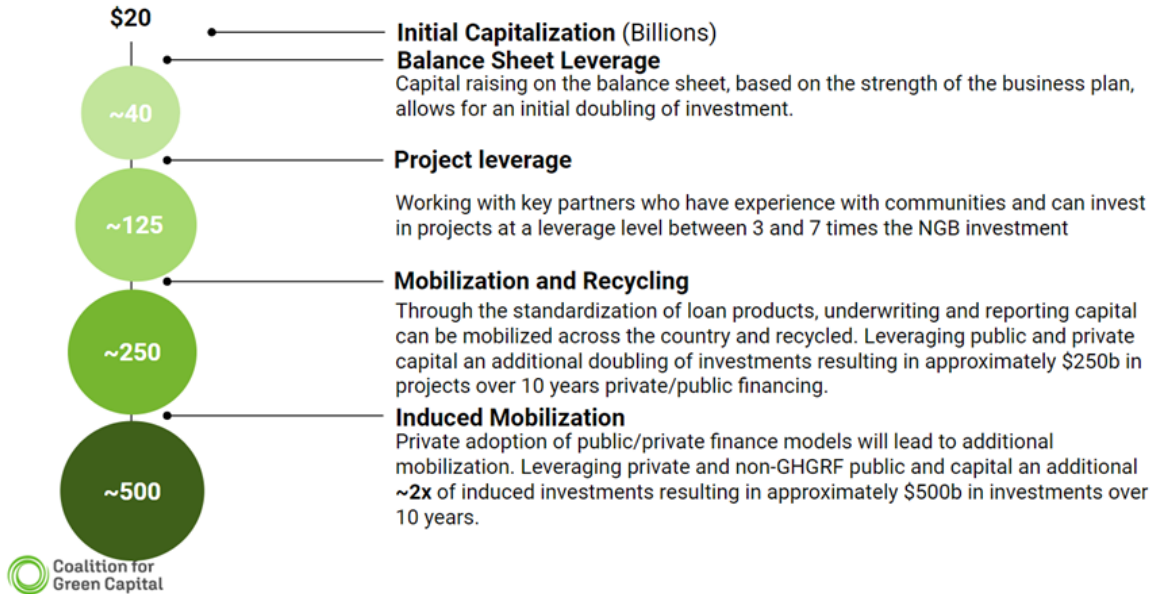 $20
Initial Capitalization (Billions)
Balance Sheet Leverage
Capital raising on the balance sheet, based on the strength of the business plan,
allows for an initial doubling of investment.
~40
Project leverage
~125
Working with key partners who have experience with communities and can invest
in projects at a leverage level between 3 and 7 times the NGB investment
Mobilization and Recycling
Through the standardization of loan products, underwriting and reporting capital
can be mobilized across the country and recycled. Leveraging public and private
capital an additional doubling of investments resulting in approximately $250b in
projects over 10 years private/public financing.
~250
Induced Mobilization
Private adoption of public/private finance models will lead to additional
mobilization. Leveraging private and non-GHGRF public and capital an additional
~2x of induced investments resulting in approximately $500b in investments over
10 years.
~500
Coalition for
Green Capital